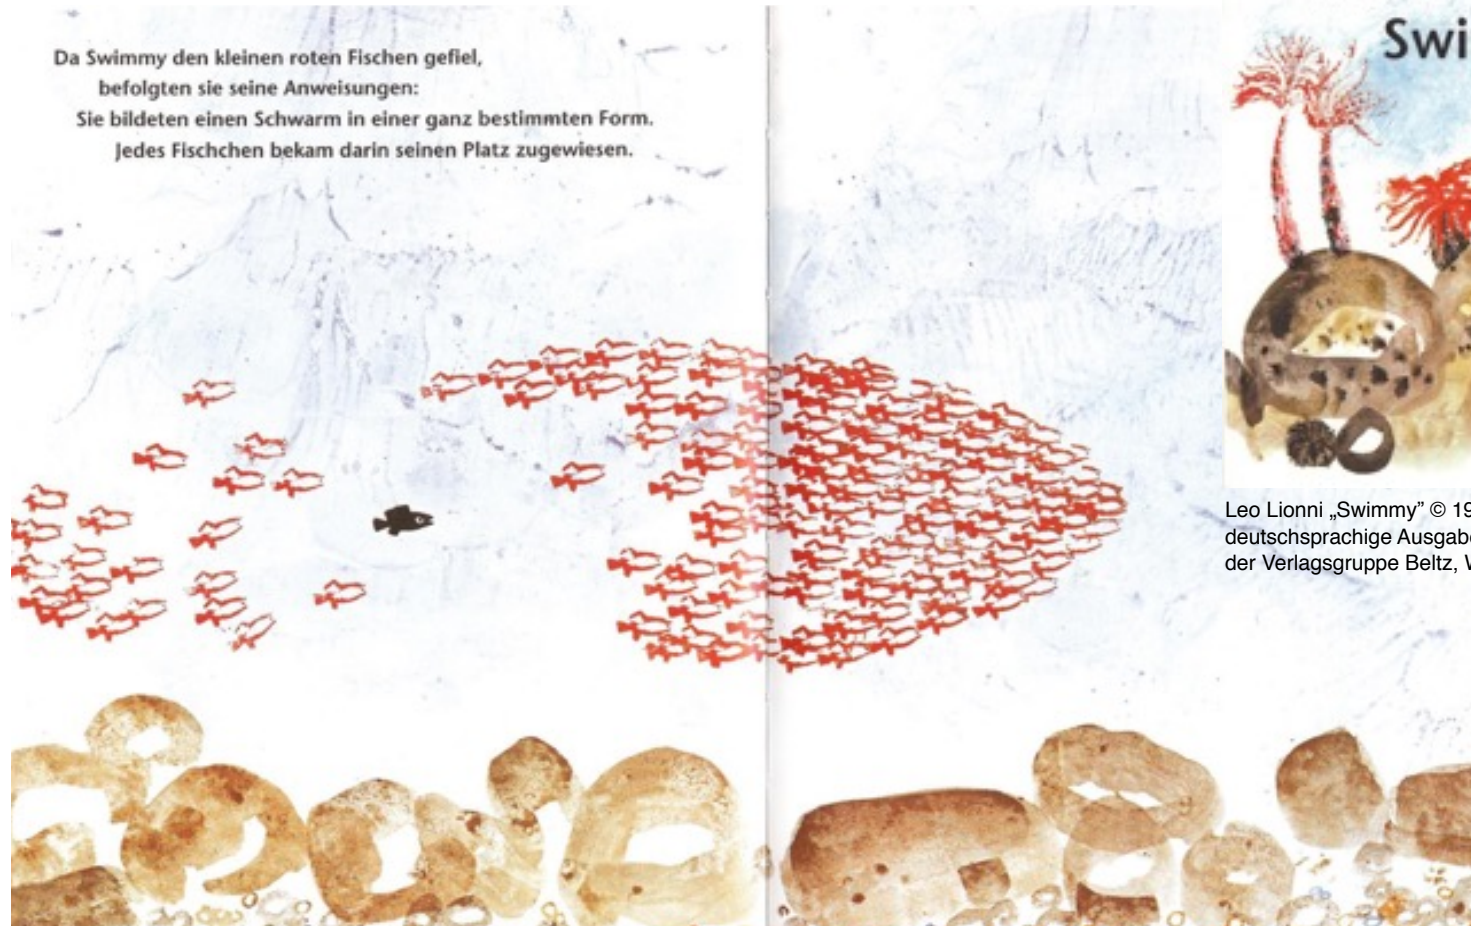 Da Swimmy den kleinen roten Fischen gefiel,
befolgten sie seine Anweisungen:
Sie bildeten einen Schwarm in einer ganz bestimmten Form.
Jedes Fischchen bekam darin seinen Platz zugewiesen.
Swi
Leo Lionni „Swimmy” © 19
deutschsprachige Ausgabe
der Verlagsgruppe Beltz, W